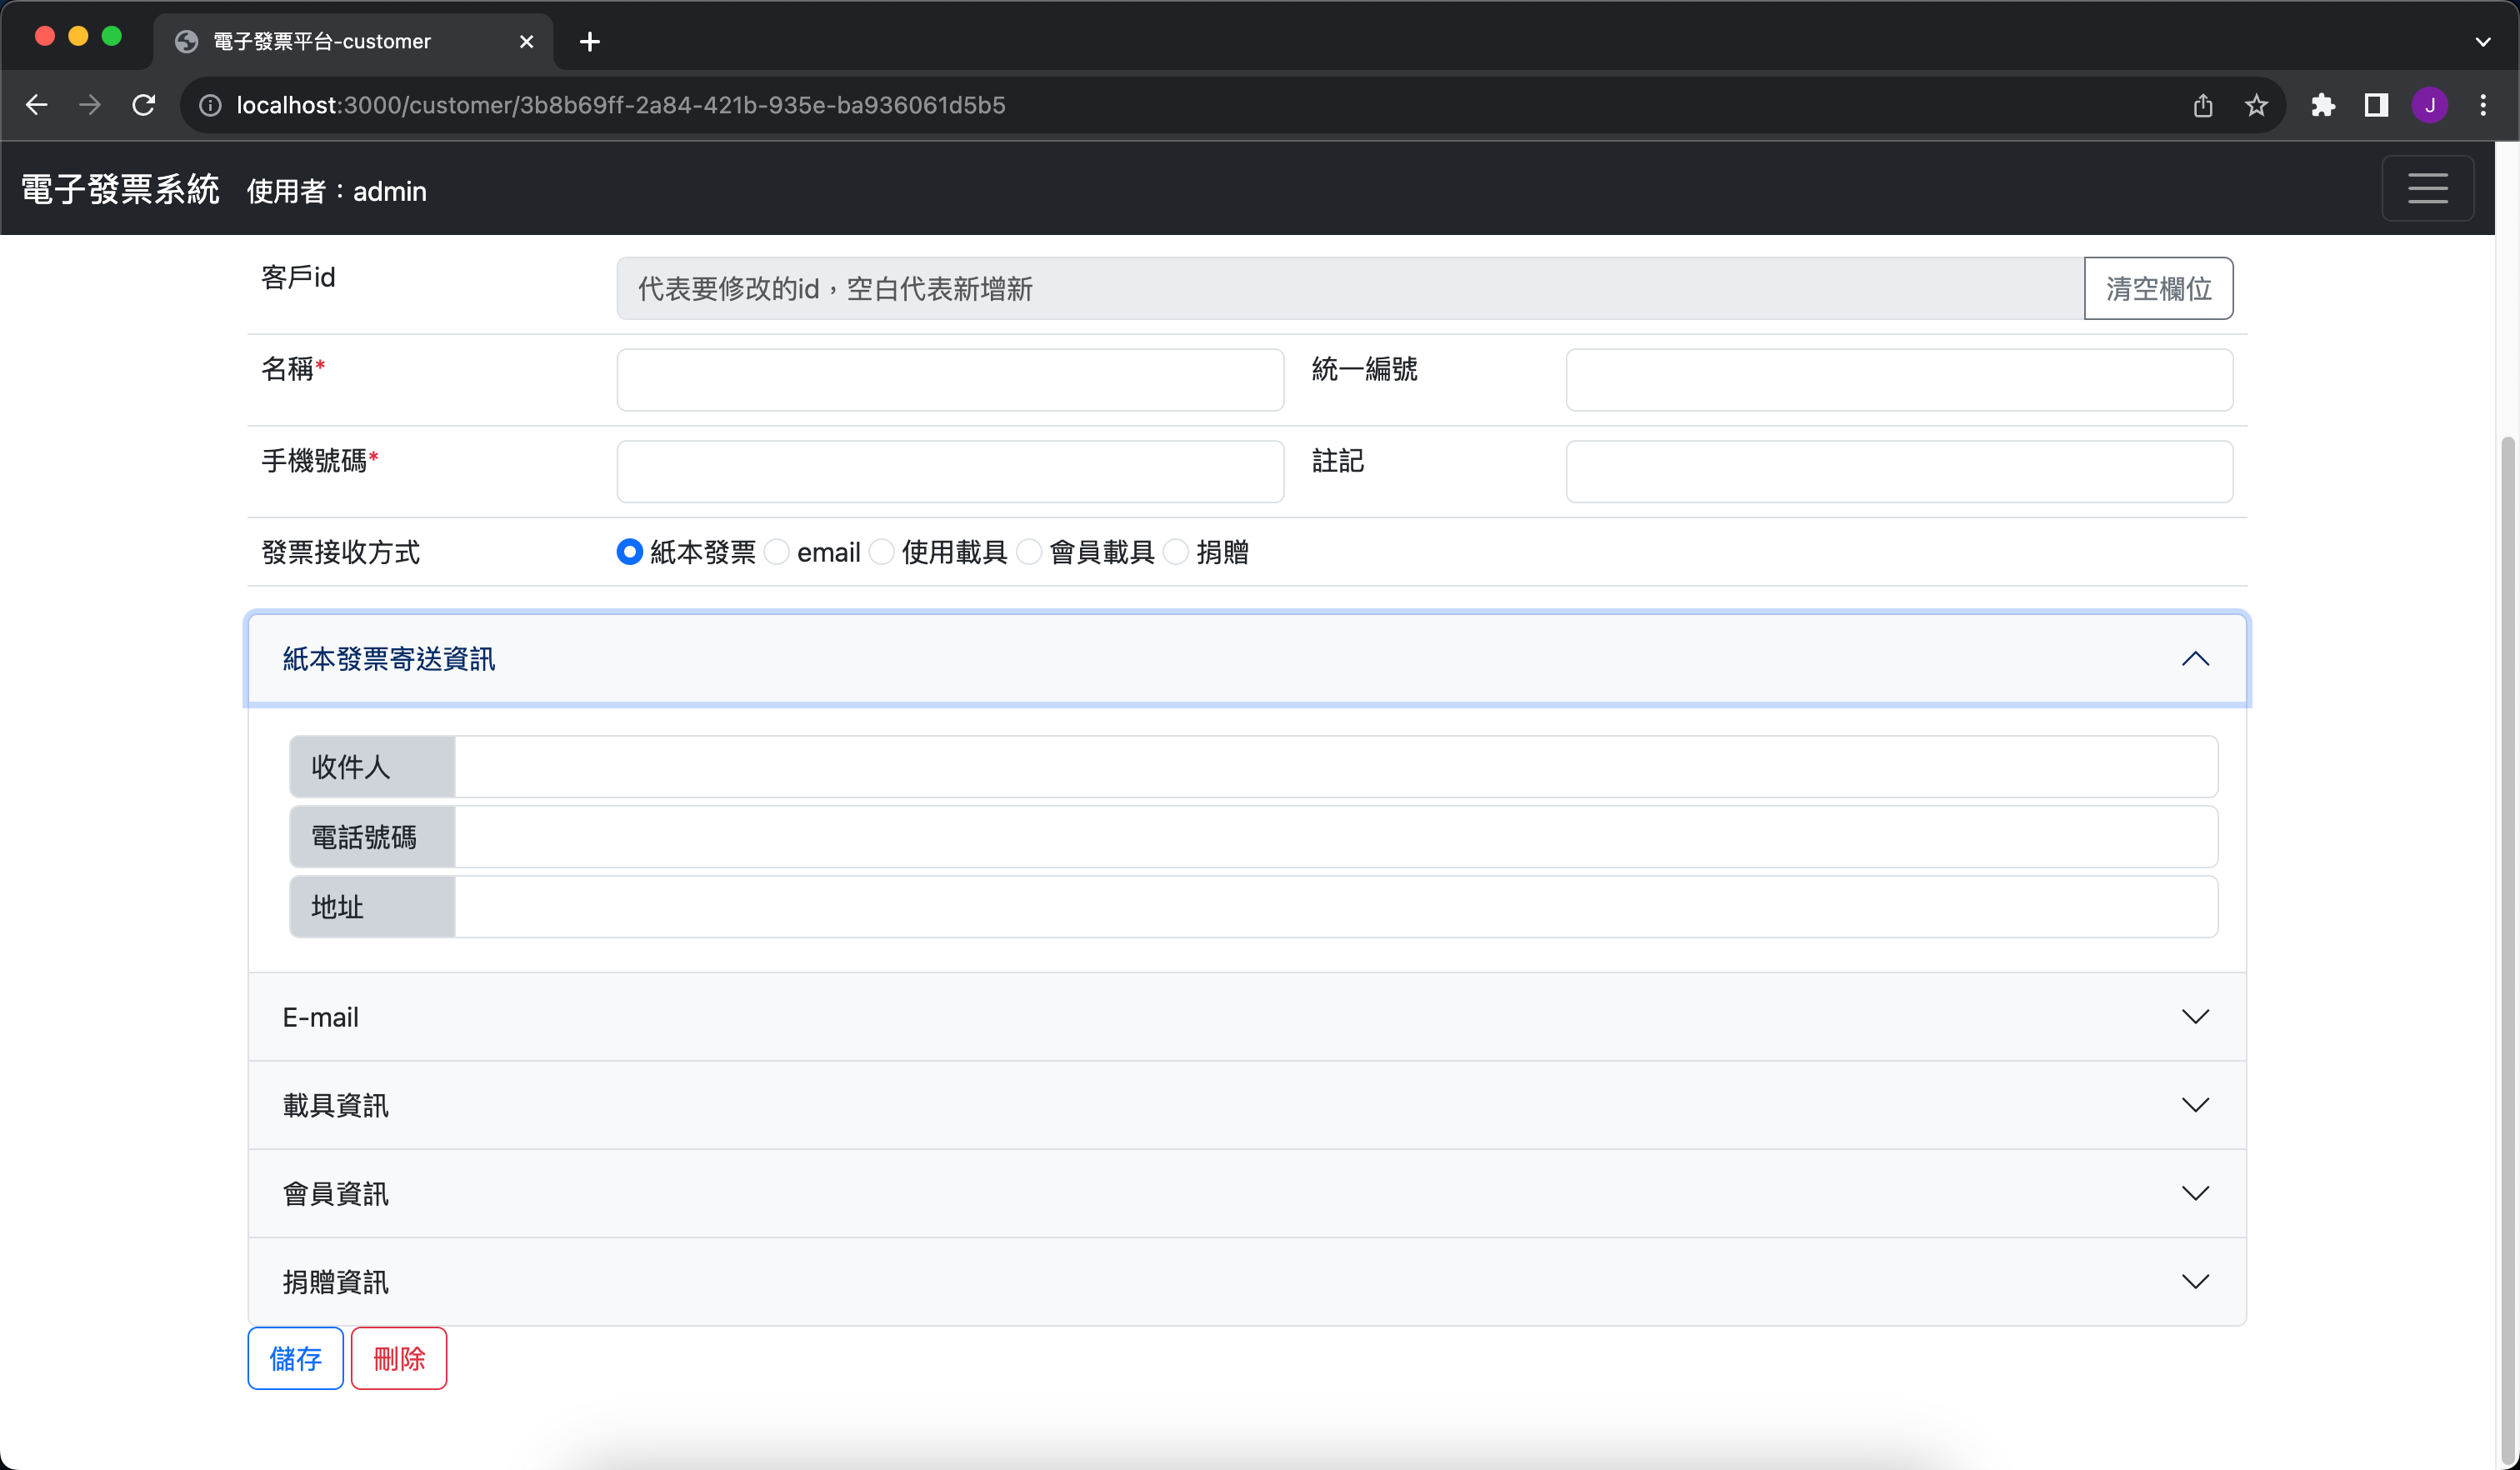 電子發票平台-customer
localhost:3000/customer/3b8b69ff-2a84-421b-935e-ba936061d5b5
J
電子發票系統 使用者：admin
客戶id 代表要修改的id，空白代表新增新 清空欄位
名稱* 統一編號
手機號碼* 註記
發票接收方式 紙本發票 email 使用載具 會員載具 捐贈
紙本發票寄送資訊
收件人
電話號碼
地址
E-mail
載具資訊
會員資訊
捐贈資訊
儲存 刪除